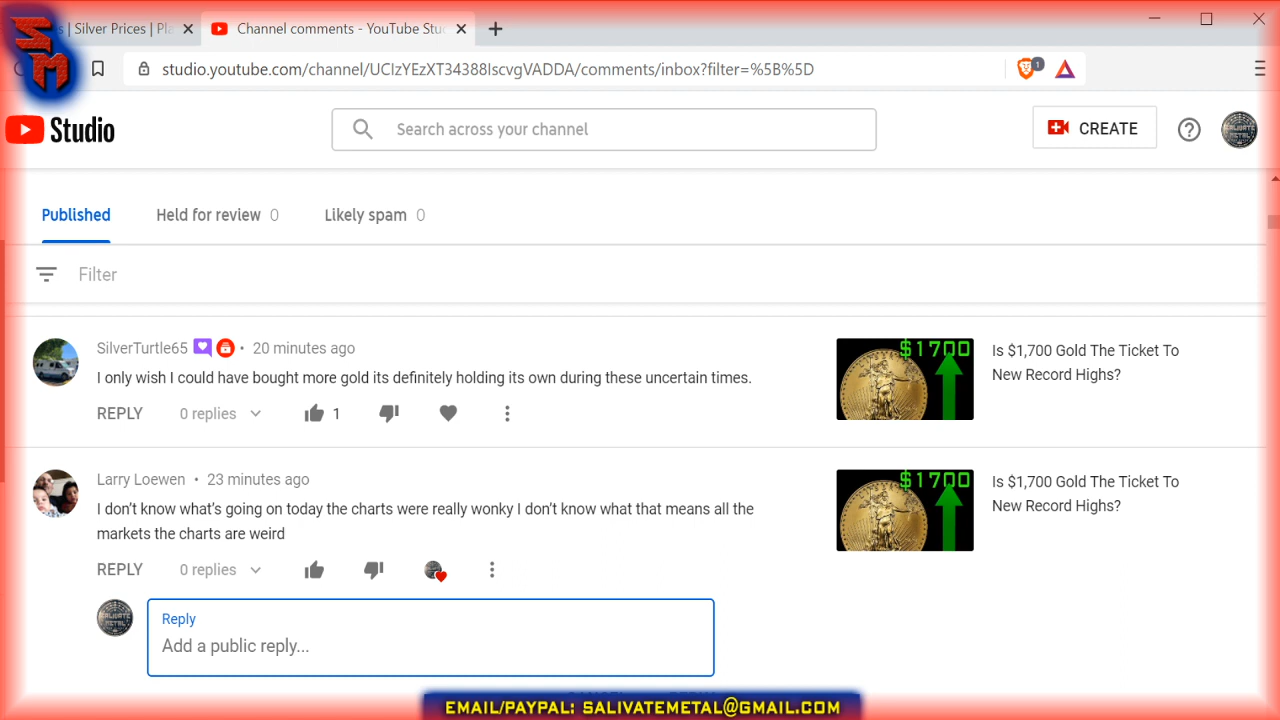 SM
s | Silver Prices | Pla
Channel comments - YouTube Stu
studio.youtube.com/channel/UCIzYEzXT34388IscvgVADDA/comments/inbox?filter=%5B%5D
1
Studio
Search across your channel
CREATE
Published
Held for review 0
Likely spam 0
Filter
SilverTurtle65 • 20 minutes ago
I only wish I could have bought more gold its definitely holding its own during these uncertain times.
REPLY
0 replies
1
$1700
Is $1,700 Gold The Ticket To
New Record Highs?
Larry Loewen • 23 minutes ago
I don’t know what’s going on today the charts were really wonky I don’t know what that means all the
markets the charts are weird
REPLY
0 replies
$1700
Is $1,700 Gold The Ticket To
New Record Highs?
SALIVATE
METAL
Reply
Add a public reply...
EMAIL/PAYPAL: SALIVATEMETAL@GMAIL.COM